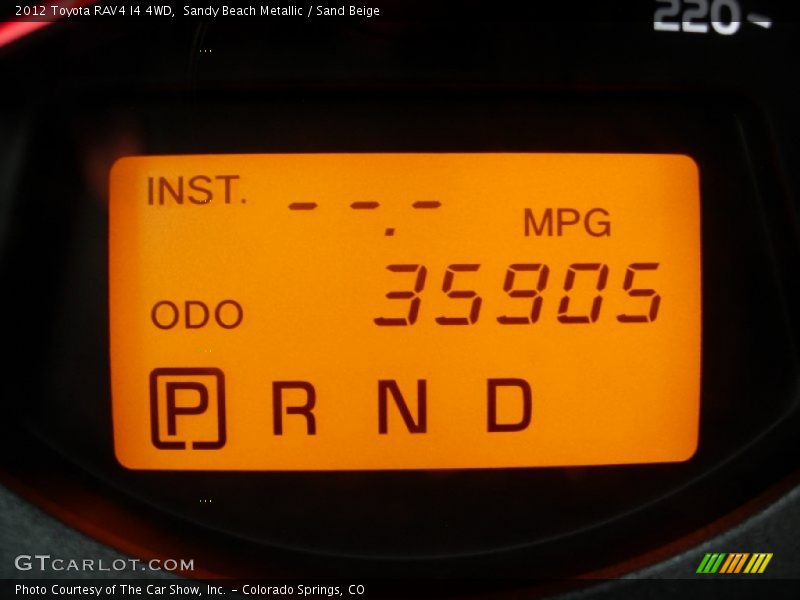 2012 Toyota RAV4 I4 4WD, Sandy Beach Metallic / Sand Beige
220
INST. - -.- MPG
ODO 35905
P R N D
GTCARLOT.COM
Photo Courtesy of The Car Show, Inc. - Colorado Springs, CO